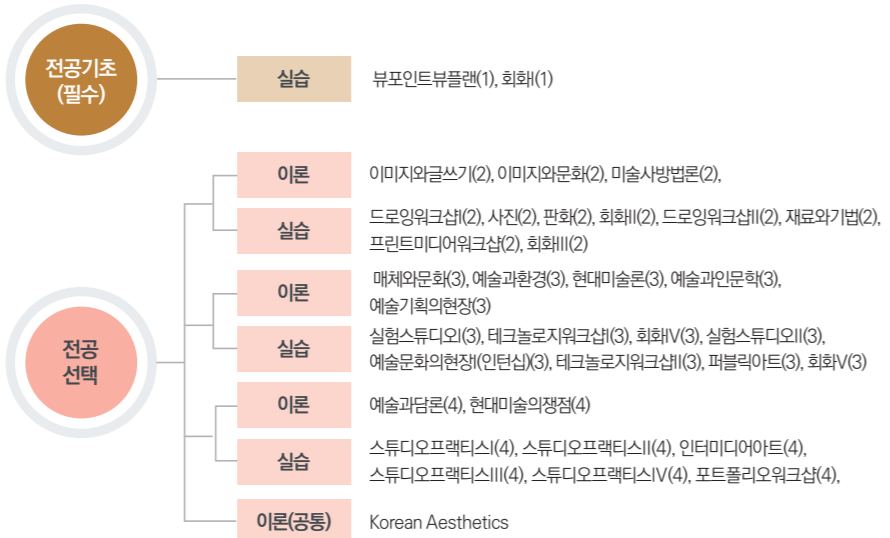 전공기초
(필수)
실습
뷰포인트뷰플랜(1), 회화I(1)
전공
선택
이론
이미지와글쓰기(2), 이미지와문화(2), 미술사방법론(2),
실습
드로잉워크샵I(2), 사진(2), 판화(2), 회화II(2), 드로잉워크샵II(2), 재료와기법(2),
프린트미디어워크샵(2), 회화III(2)
이론
매체와문화(3), 예술과환경(3), 현대미술론(3), 예술과인문학(3),
예술기획의현장(3)
실습
실험스튜디오I(3), 테크놀로지워크샵I(3), 회화IV(3), 실험스튜디오II(3),
예술문화의현장I(인턴십)(3), 테크놀로지워크샵II(3), 퍼블릭아트(3), 회화V(3)
이론
예술과담론(4), 현대미술의쟁점(4)
실습
스튜디오프랙티스I(4), 스튜디오프랙티스II(4), 인터미디어아트(4),
스튜디오프랙티스III(4), 스튜디오프랙티스IV(4), 포트폴리오워크샵(4),
이론(공통)
Korean Aesthetics